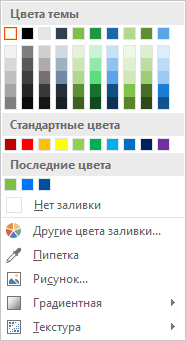 Цвета темы
Стандартные цвета
Последние цвета
Нет заливки
Другие цвета заливки...
Пипетка
Рисунок...
Градиентная
Текстура